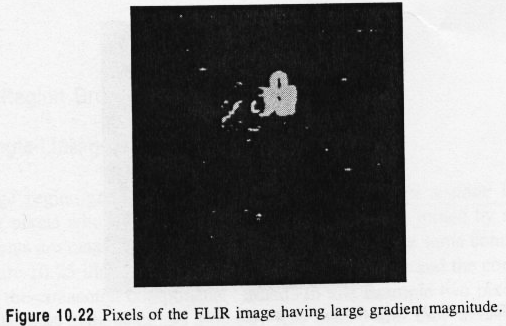 Figure 10.22 Pixels of the FLIR image having large gradient magnitude.